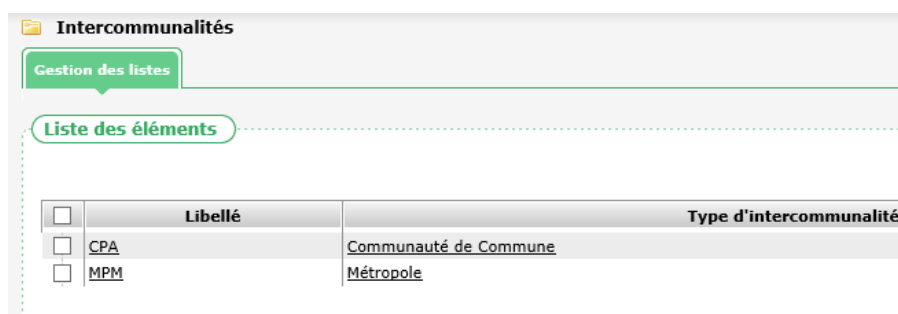 Intercommunalités
Gestion des listes
Liste des éléments
Libellé Type d'intercommunalité
CPA Communauté de Commune
MPM Métropole